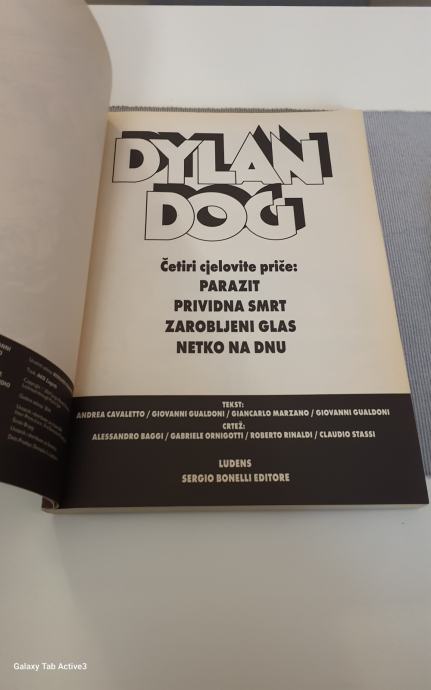 DYLAN
DOG
Četiri cjelovite priče:
PARAZIT
PRIVIDNA SMRT
ZAROBLJENI GLAS
NETKO NA DNU
TEKST:
ANDREA CAVALETTO / GIOVANNI GUALDONI / GIANCARLO MARZANO / GIOVANNI GUALDONI
CRTEŽ:
ALESSANDRO BAGGI / GABRIELE ORNIGOTTI / ROBERTO RINALDI / CLAUDIO STASSI
LUDENS
SERGIO BONELLI EDITORE
Galaxy Tab Active3